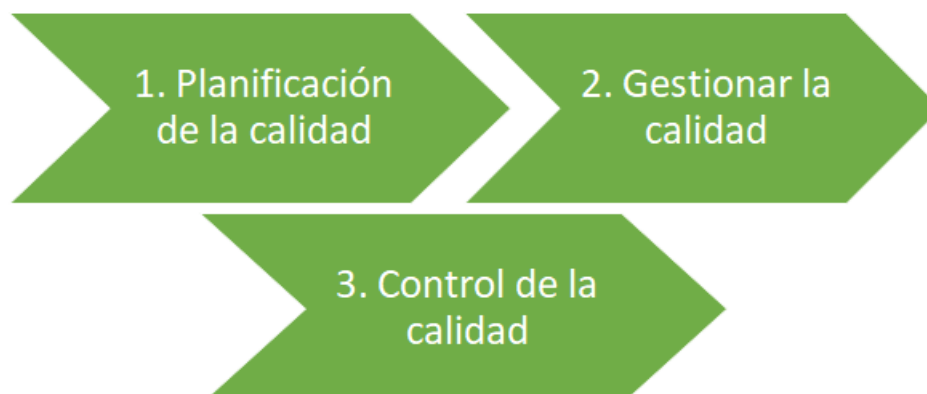 1. Planificación
de la calidad
2. Gestionar la
calidad
3. Control de la
calidad